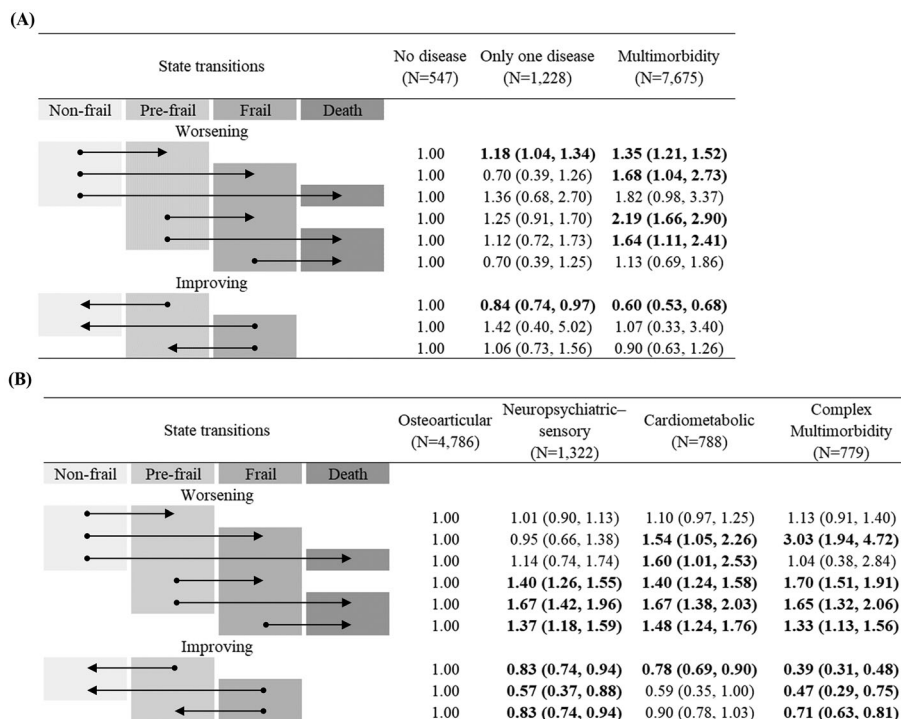 (A)
State transitions No disease (N=547) Only one disease (N=1,228) Multimorbidity (N=7,675)
Non-frail Pre-frail Frail Death
Worsening
1.00 1.18 (1.04, 1.34) 1.35 (1.21, 1.52)
1.00 0.70 (0.39, 1.26) 1.68 (1.04, 2.73)
1.00 1.36 (0.68, 2.70) 1.82 (0.98, 3.37)
1.00 1.25 (0.91, 1.70) 2.19 (1.66, 2.90)
1.00 1.12 (0.72, 1.73) 1.64 (1.11, 2.41)
1.00 0.70 (0.39, 1.25) 1.13 (0.69, 1.86)
Improving
1.00 0.84 (0.74, 0.97) 0.60 (0.53, 0.68)
1.00 1.42 (0.40, 5.02) 1.07 (0.33, 3.40)
1.00 1.06 (0.73, 1.56) 0.90 (0.63, 1.26)
(B)
State transitions Osteoarticular (N=4,786) Neuropsychiatric–sensory (N=1,322) Cardiometabolic (N=788) Complex Multimorbidity (N=779)
Non-frail Pre-frail Frail Death
Worsening
1.00 1.01 (0.90, 1.13) 1.10 (0.97, 1.25) 1.13 (0.91, 1.40)
1.00 0.95 (0.66, 1.38) 1.54 (1.05, 2.26) 3.03 (1.94, 4.72)
1.00 1.14 (0.74, 1.74) 1.60 (1.01, 2.53) 1.04 (0.38, 2.84)
1.00 1.40 (1.26, 1.55) 1.40 (1.24, 1.58) 1.70 (1.51, 1.91)
1.00 1.67 (1.42, 1.96) 1.67 (1.38, 2.03) 1.65 (1.32, 2.06)
1.00 1.37 (1.18, 1.59) 1.48 (1.24, 1.76) 1.33 (1.13, 1.56)
Improving
1.00 0.83 (0.74, 0.94) 0.78 (0.69, 0.90) 0.39 (0.31, 0.48)
1.00 0.57 (0.37, 0.88) 0.59 (0.35, 1.00) 0.47 (0.29, 0.75)
1.00 0.83 (0.74, 0.94) 0.90 (0.78, 1.03) 0.71 (0.63, 0.81)